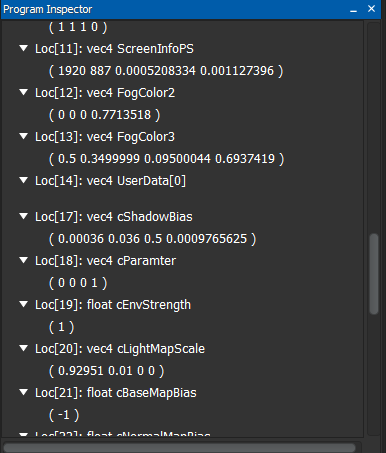 Program Inspector
( 1 1 1 0 )
Loc[11]: vec4 ScreenInfoPS
( 1920 887 0.0005208334 0.001127396 )
Loc[12]: vec4 FogColor2
( 0 0 0 0.7713518 )
Loc[13]: vec4 FogColor3
( 0.5 0.3499999 0.09500044 0.6937419 )
Loc[14]: vec4 UserData[0]
Loc[17]: vec4 cShadowBias
( 0.00036 0.036 0.5 0.0009765625 )
Loc[18]: vec4 cParamter
( 0 0 0 1 )
Loc[19]: float cEnvStrength
( 1 )
Loc[20]: vec4 cLightMapScale
( 0.92951 0.01 0 0 )
Loc[21]: float cBaseMapBias
( -1 )
Loc[22]: float cNormalMapBias